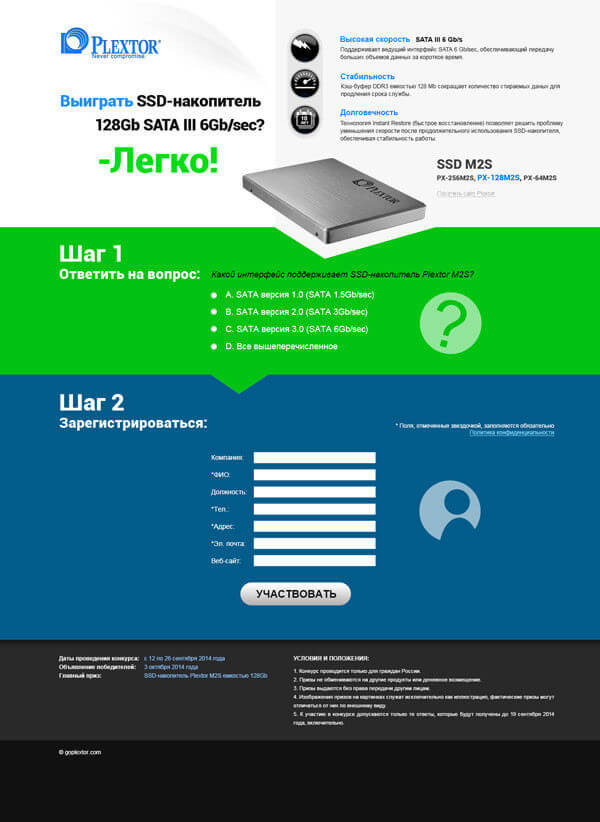 PLEXTOR®
Never compromise.
Выиграть SSD-накопитель
128Gb SATA III 6Gb/sec?
-Легко!
Высокая скорость SATA III 6 Gb/s
Поддерживает ведущий интерфейс SATA 6 Gb/sec, обеспечивающий передачу
больших объемов данных за короткое время.
Стабильность
Кэш-буфер DDR3 емкостью 128 Mb сокращает количество стираемых даных для
продления срока службы.
10
ЛЕТ
Долговечность
Технология Instant Restore (быстрое восстановление) позволяет решить проблему
уменьшения скорости после продолжительного использования SSD-накопителя,
обеспечивая стабильность работы.
PLEXTOR
SSD M2S
PX-256M2S, PX-128M2S, PX-64M2S
Посетить сайт Plextor
Шаг 1
Ответить на вопрос:
Какой интерфейс поддерживает SSD-накопитель Plextor M2S?
A. SATA версия 1.0 (SATA 1.5Gb/sec)
B. SATA версия 2.0 (SATA 3Gb/sec)
C. SATA версия 3.0 (SATA 6Gb/sec)
D. Все вышеперечисленное
?
Шаг 2
Зарегистрироваться:
* Поля, отмеченные звездочкой, заполняются обязательно
Политика конфиденциальности
Компания:
*ФИО:
Должность:
*Тел.:
*Адрес:
*Эл. почта:
Веб-сайт:
УЧАСТВОВАТЬ
Даты проведения конкурса: с 12 по 26 сентября 2014 года
Объявление победителей: 3 октября 2014 года
Главный приз: SSD-накопитель Plextor M2S емкостью 128Gb
УСЛОВИЯ И ПОЛОЖЕНИЯ:
1. Конкурс проводится только для граждан России.
2. Призы не обмениваются на другие продукты или денежное возмещение.
3. Призы выдаются без права передачи другим лицам.
4. Изображения призов на картинках служат исключительно как иллюстрация, фактические призы могут
отличаться от них по внешнему виду.
5. К участию в конкурсе допускаются только те ответы, которые будут получены до 19 сентября 2014
года, включительно.
© goplextor.com